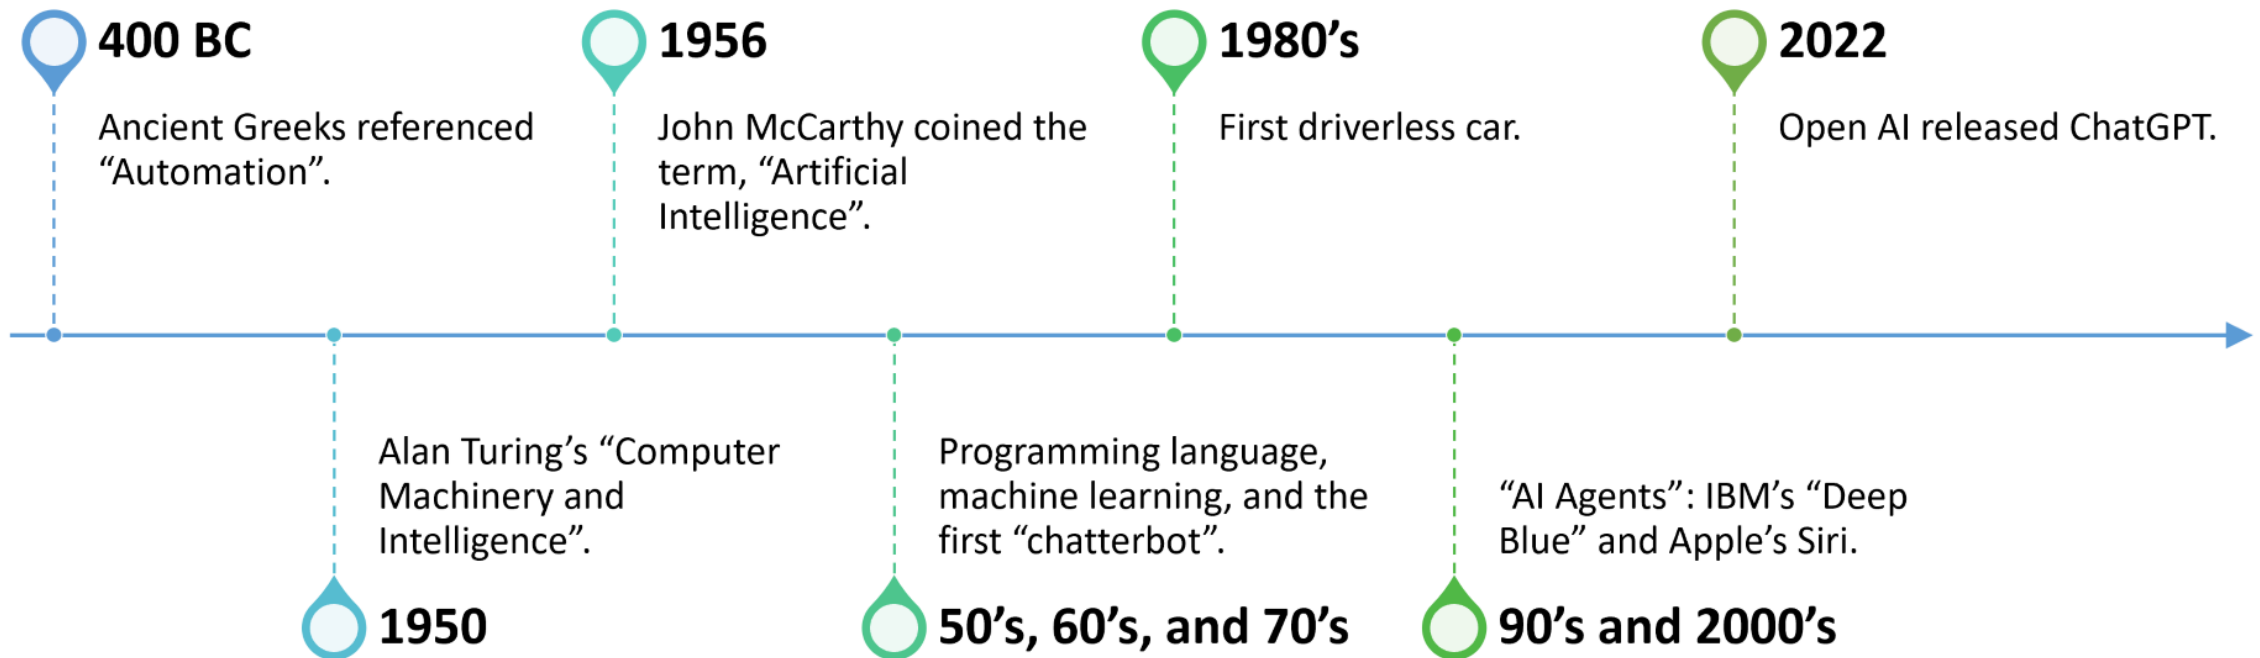 400 BC
Ancient Greeks referenced
“Automation”.
1950
Alan Turing’s “Computer
Machinery and
Intelligence”.
1956
John McCarthy coined the
term, “Artificial
Intelligence”.
50’s, 60’s, and 70’s
Programming language,
machine learning, and the
first “chatterbot”.
1980’s
First driverless car.
90’s and 2000’s
“AI Agents”: IBM’s “Deep
Blue” and Apple’s Siri.
2022
Open AI released ChatGPT.